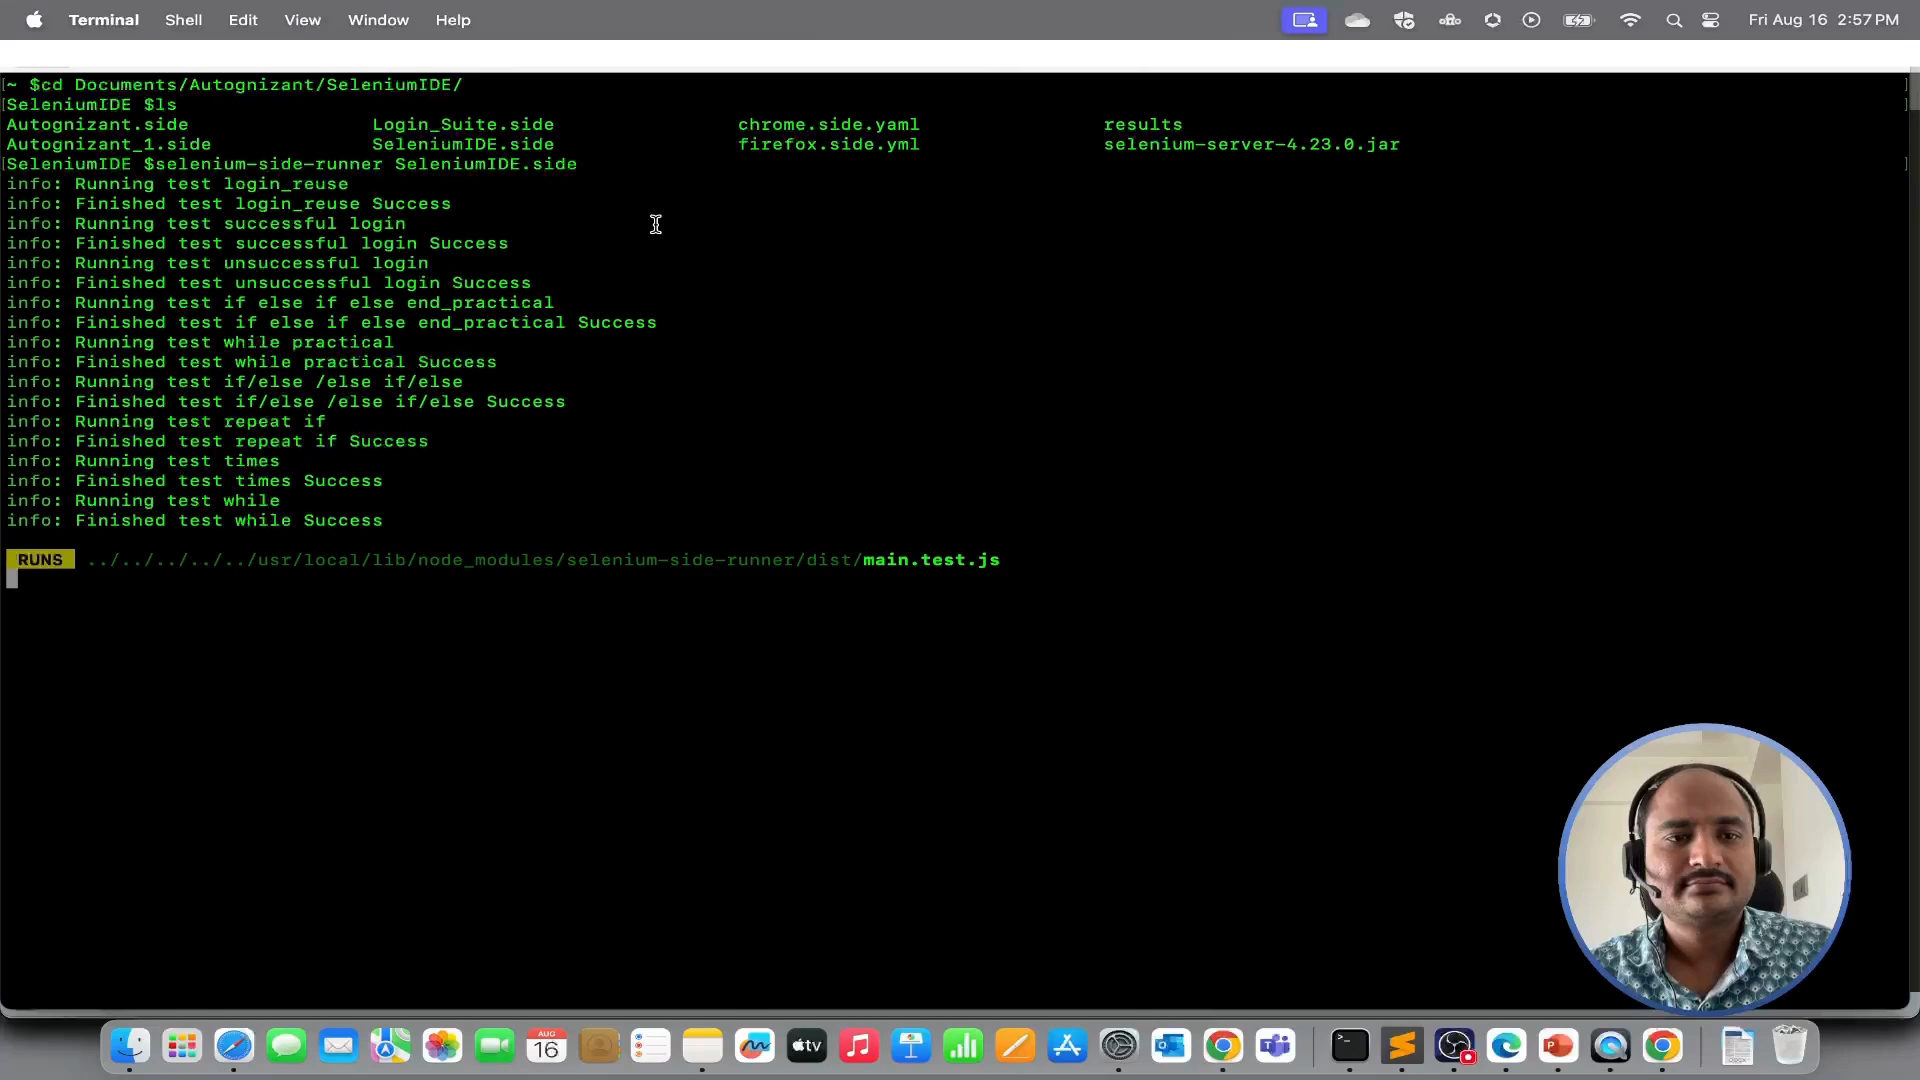 Terminal Shell Edit View Window Help Fri Aug 16 2:57 PM
[~ $cd Documents/Autognizant/SeleniumIDE/ ]
[SeleniumIDE $ls ]
Autognizant.side Login_Suite.side chrome.side.yaml results
Autognizant_1.side SeleniumIDE.side firefox.side.yml selenium-server-4.23.0.jar
[SeleniumIDE $selenium-side-runner SeleniumIDE.side ]
info: Running test login_reuse
info: Finished test login_reuse Success
info: Running test successful login
info: Finished test successful login Success
info: Running test unsuccessful login
info: Finished test unsuccessful login Success
info: Running test if else if else end_practical
info: Finished test if else if else end_practical Success
info: Running test while practical
info: Finished test while practical Success
info: Running test if/else /else if/else
info: Finished test if/else /else if/else Success
info: Running test repeat if
info: Finished test repeat if Success
info: Running test times
info: Finished test times Success
info: Running test while
info: Finished test while Success
RUNS ../../../../../usr/local/lib/node_modules/selenium-side-runner/dist/main.test.js
AUG
16
tv